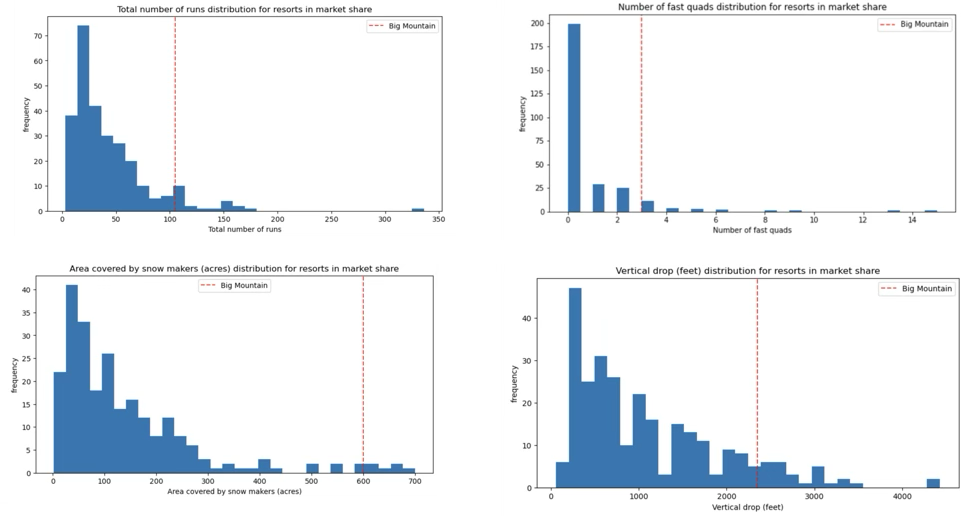 Total number of runs distribution for resorts in market share
Big Mountain
frequency
70
60
50
40
30
20
10
0
0 50 100 150 200 250 300 350
Total number of runs
Number of fast quads distribution for resorts in market share
Big Mountain
frequency
200
175
150
125
100
75
50
25
0
0 2 4 6 8 10 12 14
Number of fast quads
Area covered by snow makers (acres) distribution for resorts in market share
Big Mountain
frequency
40
35
30
25
20
15
10
5
0
0 100 200 300 400 500 600 700
Area covered by snow makers (acres)
Vertical drop (feet) distribution for resorts in market share
Big Mountain
frequency
40
30
20
10
0
0 1000 2000 3000 4000
Vertical drop (feet)